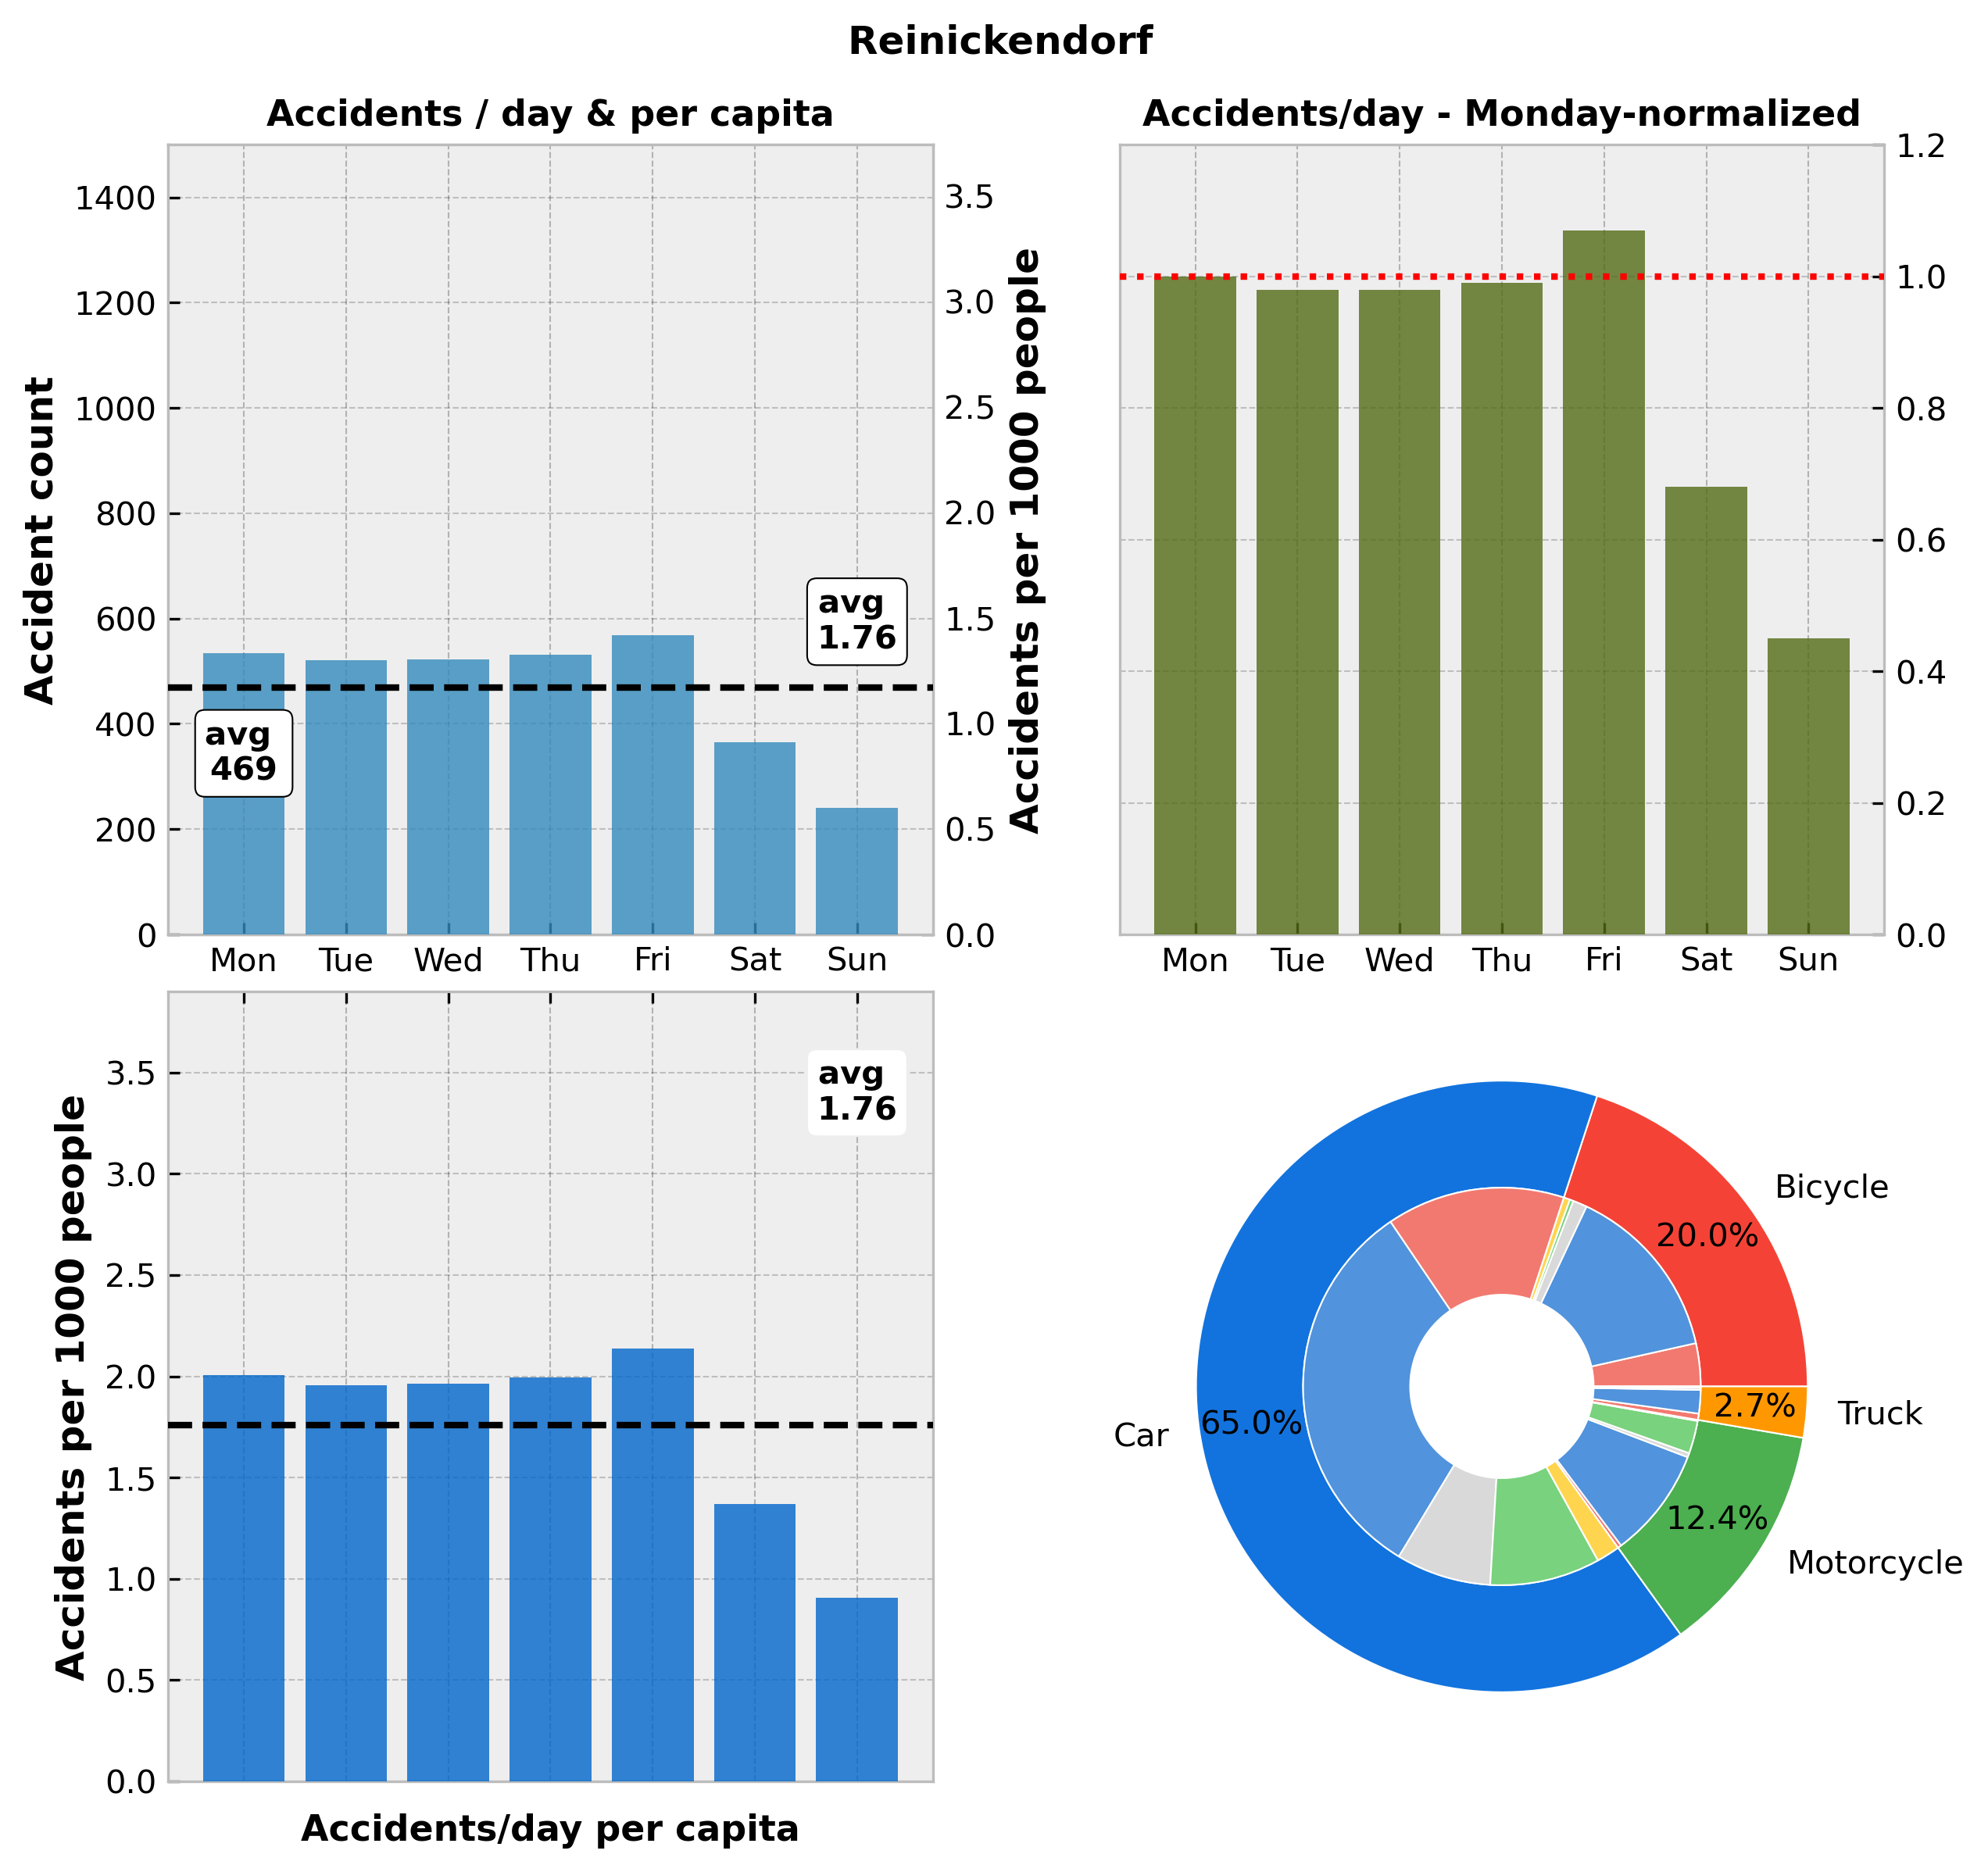 Reinickendorf
Accidents / day & per capita
Accident count
1400
1200
1000
800
600
400
200
0
avg
469
avg
1.76
3.5
3.0
2.5
2.0
1.5
1.0
0.5
0.0
Accidents per 1000 people
Mon Tue Wed Thu Fri Sat Sun
Accidents/day - Monday-normalized
1.2
1.0
0.8
0.6
0.4
0.2
0.0
Mon Tue Wed Thu Fri Sat Sun
Accidents per 1000 people
3.5
3.0
2.5
2.0
1.5
1.0
0.5
0.0
avg
1.76
Accidents/day per capita
Bicycle
20.0%
Car
65.0%
2.7%
Truck
12.4%
Motorcycle